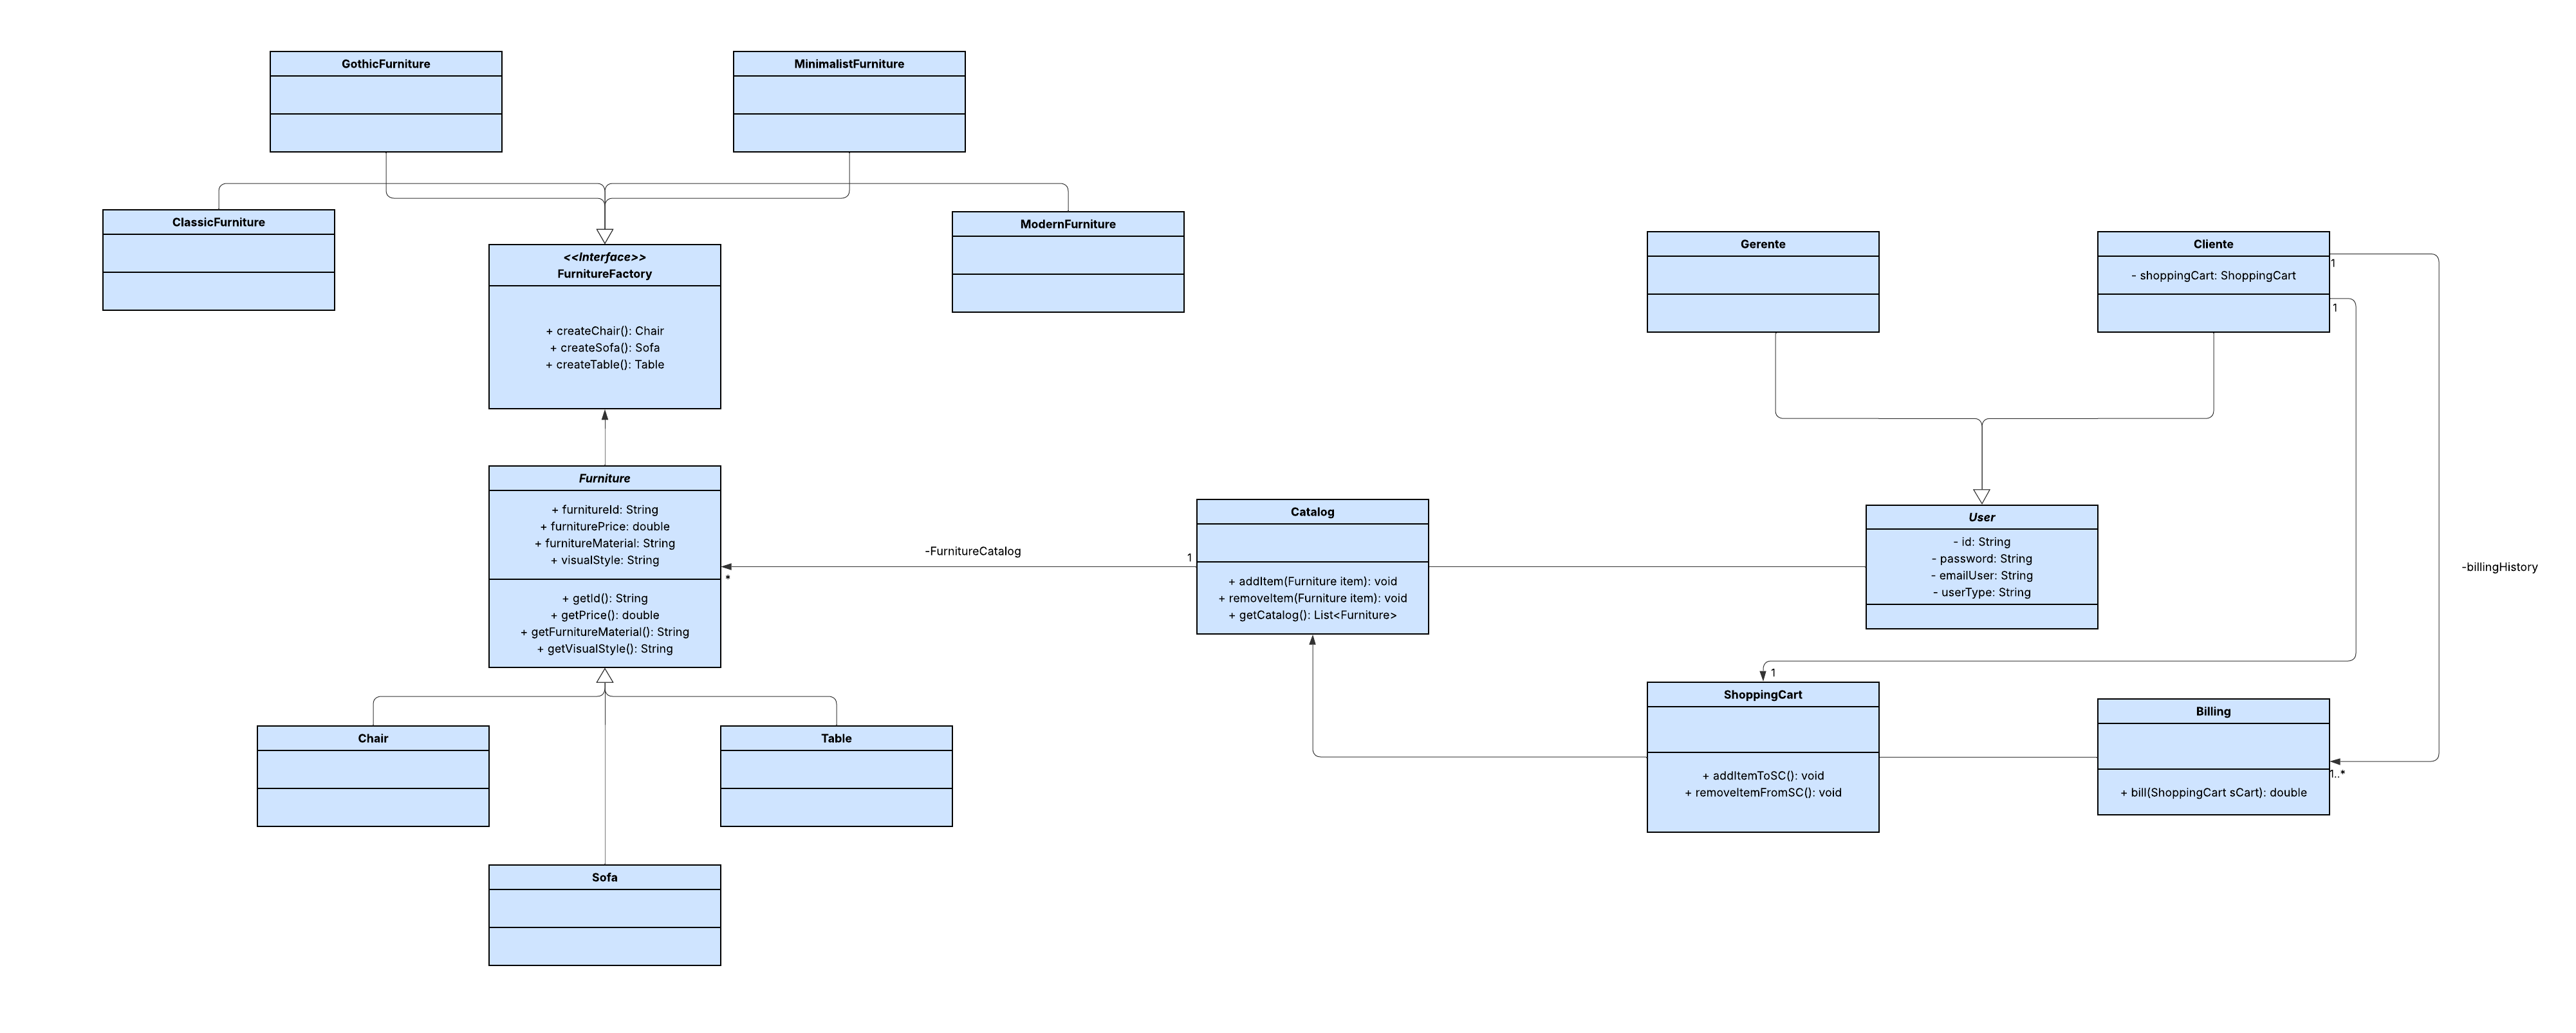 GothicFurniture
MinimalistFurniture
ClassicFurniture
ModernFurniture
<<Interface>>
FurnitureFactory
+ createChair(): Chair
+ createSofa(): Sofa
+ createTable(): Table
Gerente
Cliente
- shoppingCart: ShoppingCart
1
1
Furniture
+ furnitureId: String
+ furniturePrice: double
+ furnitureMaterial: String
+ visualStyle: String
+ getId(): String
+ getPrice(): double
+ getFurnitureMaterial(): String
+ getVisualStyle(): String
-FurnitureCatalog
1
*
Catalog
+ addItem(Furniture item): void
+ removeItem(Furniture item): void
+ getCatalog(): List<Furniture>
User
- id: String
- password: String
- emailUser: String
- userType: String
-billingHistory
1
ShoppingCart
+ addItemToSC(): void
+ removeItemFromSC(): void
Billing
1..*
+ bill(ShoppingCart sCart): double
Chair
Table
Sofa